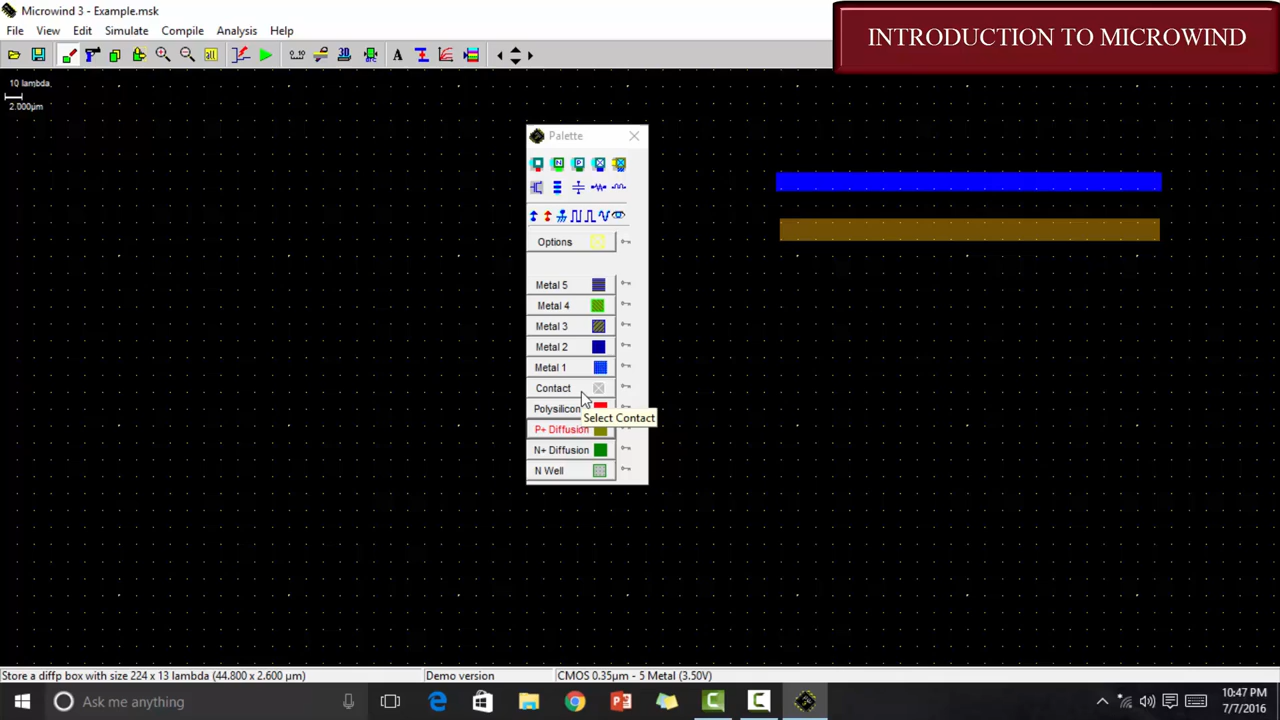 Microwind 3 - Example.msk
INTRODUCTION TO MICROWIND
File View Edit Simulate Compile Analysis Help
10 lambda
2.000µm
Palette
Options
Metal 5
Metal 4
Metal 3
Metal 2
Metal 1
Contact
Polysilicon
Select Contact
P+ Diffusion
N+ Diffusion
N Well
Store a diffp box with size 224 x 13 lambda (44.800 x 2.600 µm)
Demo version
CMOS 0.35µm - 5 Metal (3.50V)
Ask me anything
10:47 PM
7/7/2016